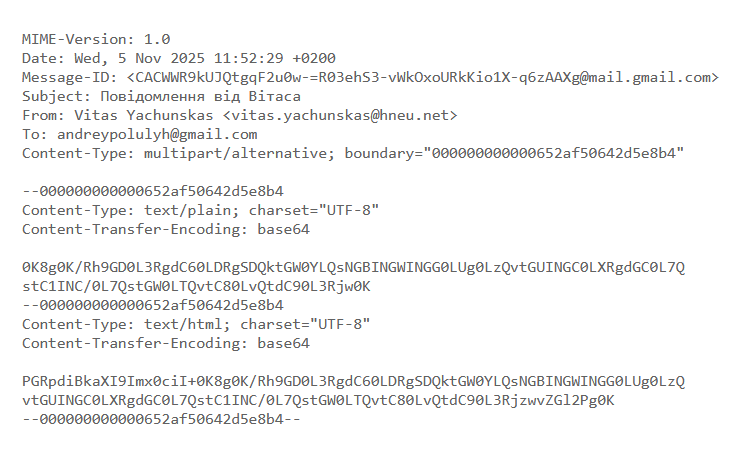 MIME-Version: 1.0
Date: Wed, 5 Nov 2025 11:52:29 +0200
Message-ID: <CACWWR9kUJQtgqF2u0w-=R03ehS3-vWkOxoURkKio1X-q6zAAXg@mail.gmail.com>
Subject: Повідомлення від Вітаса
From: Vitas Yachunskas <vitas.yachunskas@hneu.net>
To: andreypolulyh@gmail.com
Content-Type: multipart/alternative; boundary="000000000000652af50642d5e8b4"
--000000000000652af50642d5e8b4
Content-Type: text/plain; charset="UTF-8"
Content-Transfer-Encoding: base64
0K8g0K/Rh9GD0L3RgdC60LDRgSDQktGW0YLQsNGBINGWINGG0LUg0LzQvtGUINGC0LXRgdGC0L7Q
stC1INC/0L7QstGW0LTQvtC80LvQtdC90L3Rjw0K
--000000000000652af50642d5e8b4
Content-Type: text/html; charset="UTF-8"
Content-Transfer-Encoding: base64
PGRpdiBkaXI9Imx0ciI+0K8g0K/Rh9GD0L3RgdC60LDRgSDQktGW0YLQsNGBINGWINGG0LUg0LzQ
vtGUINGC0LXRgdGC0L7QstC1INC/0L7QstGW0LTQvtC80LvQtdC90L3RjzwvZGl2Pg0K
--000000000000652af50642d5e8b4--